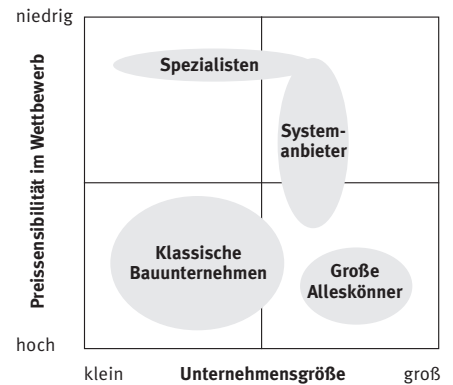 niedrig
Preissensibilität im Wettbewerb
Spezialisten
System-
anbieter
Klassische
Bauunternehmen
Große
Alleskönner
hoch
klein
Unternehmensgröße
groß